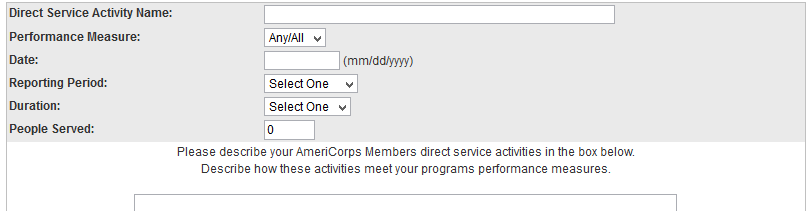 Direct Service Activity Name:
Performance Measure: Any/All
Date: (mm/dd/yyyy)
Reporting Period: Select One
Duration: Select One
People Served: 0
Please describe your AmeriCorps Members direct service activities in the box below.
Describe how these activities meet your programs performance measures.